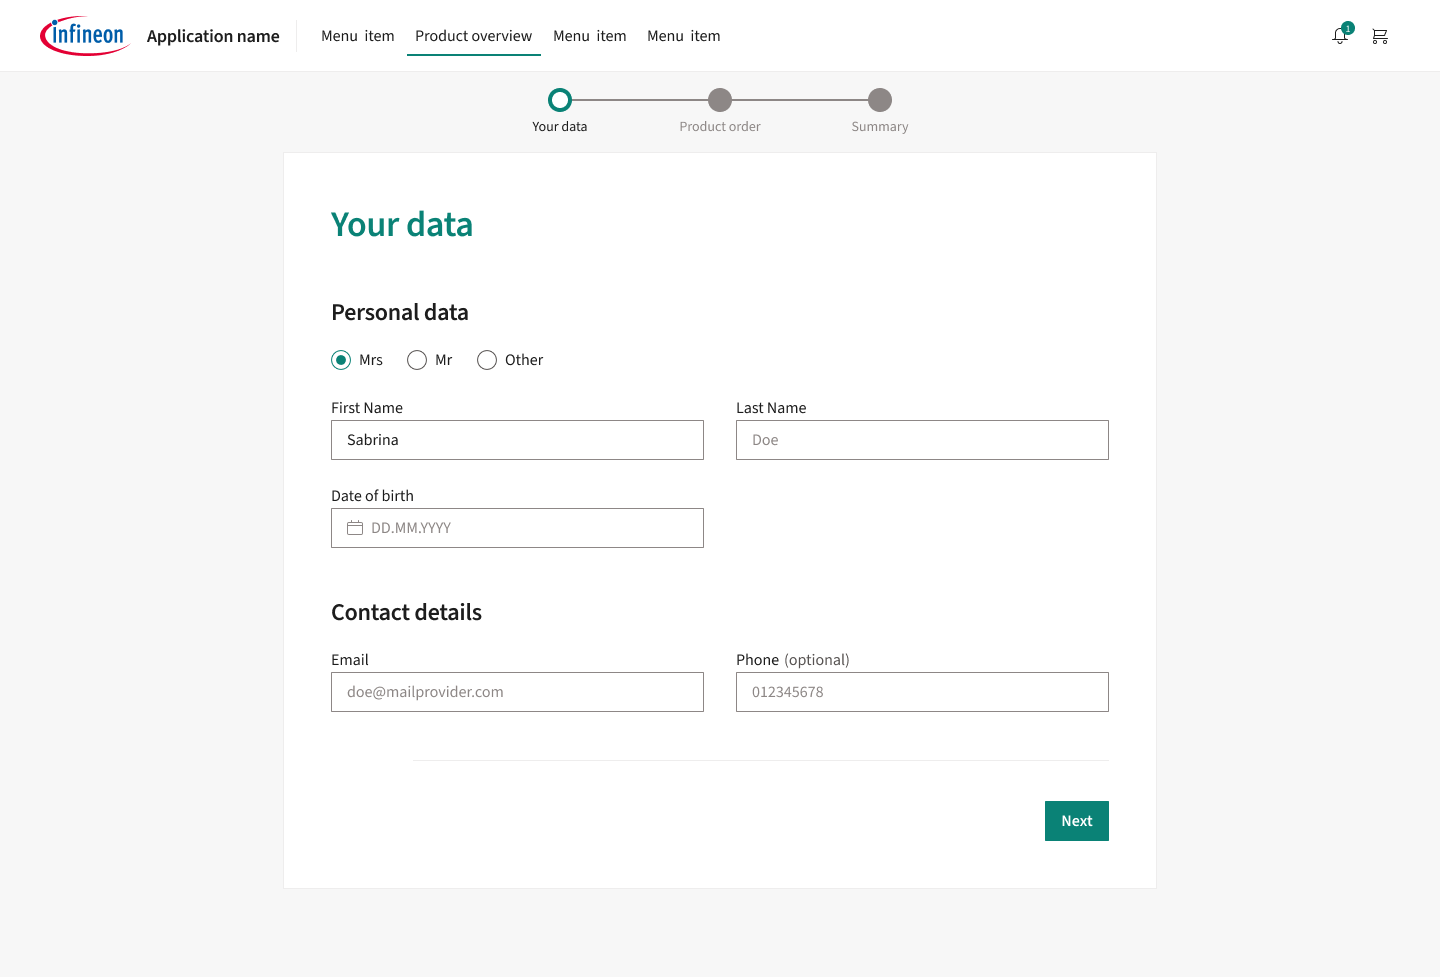 infineon Application name Menu item Product overview Menu item Menu item 1
Your data Product order Summary
Your data
Personal data
Mrs Mr Other
First Name Last Name
Sabrina Doe
Date of birth
DD.MM.YYYY
Contact details
Email Phone (optional)
doe@mailprovider.com 012345678
Next